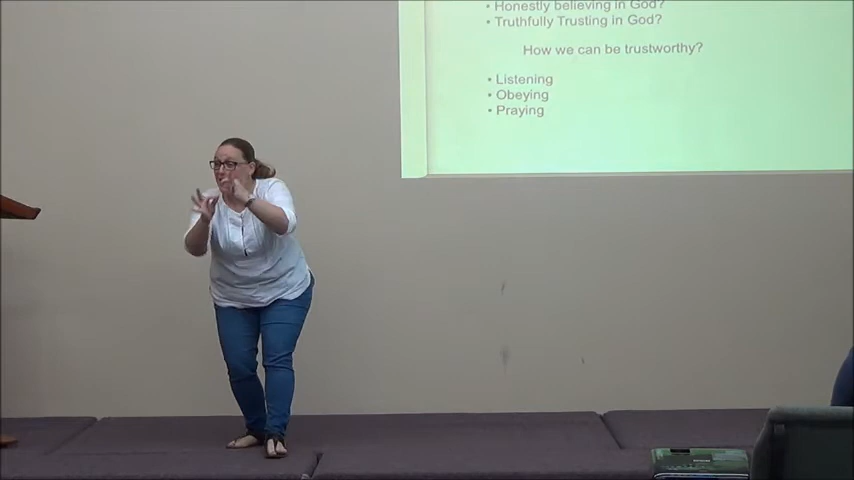 • Honestly believing in God?
• Truthfully Trusting in God?
How we can be trustworthy?
• Listening
• Obeying
• Praying